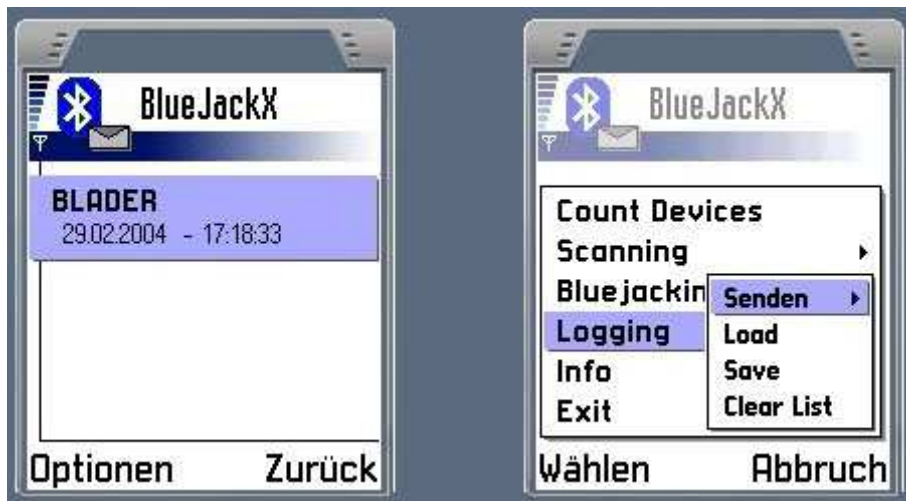 BlueJackX
BLADER
29.02.2004 - 17:18:33
Optionen Zurück
BlueJackX
Count Devices
Scanning
Bluejackin
Logging
Info
Exit
Senden
Load
Save
Clear List
Wählen Abbruch